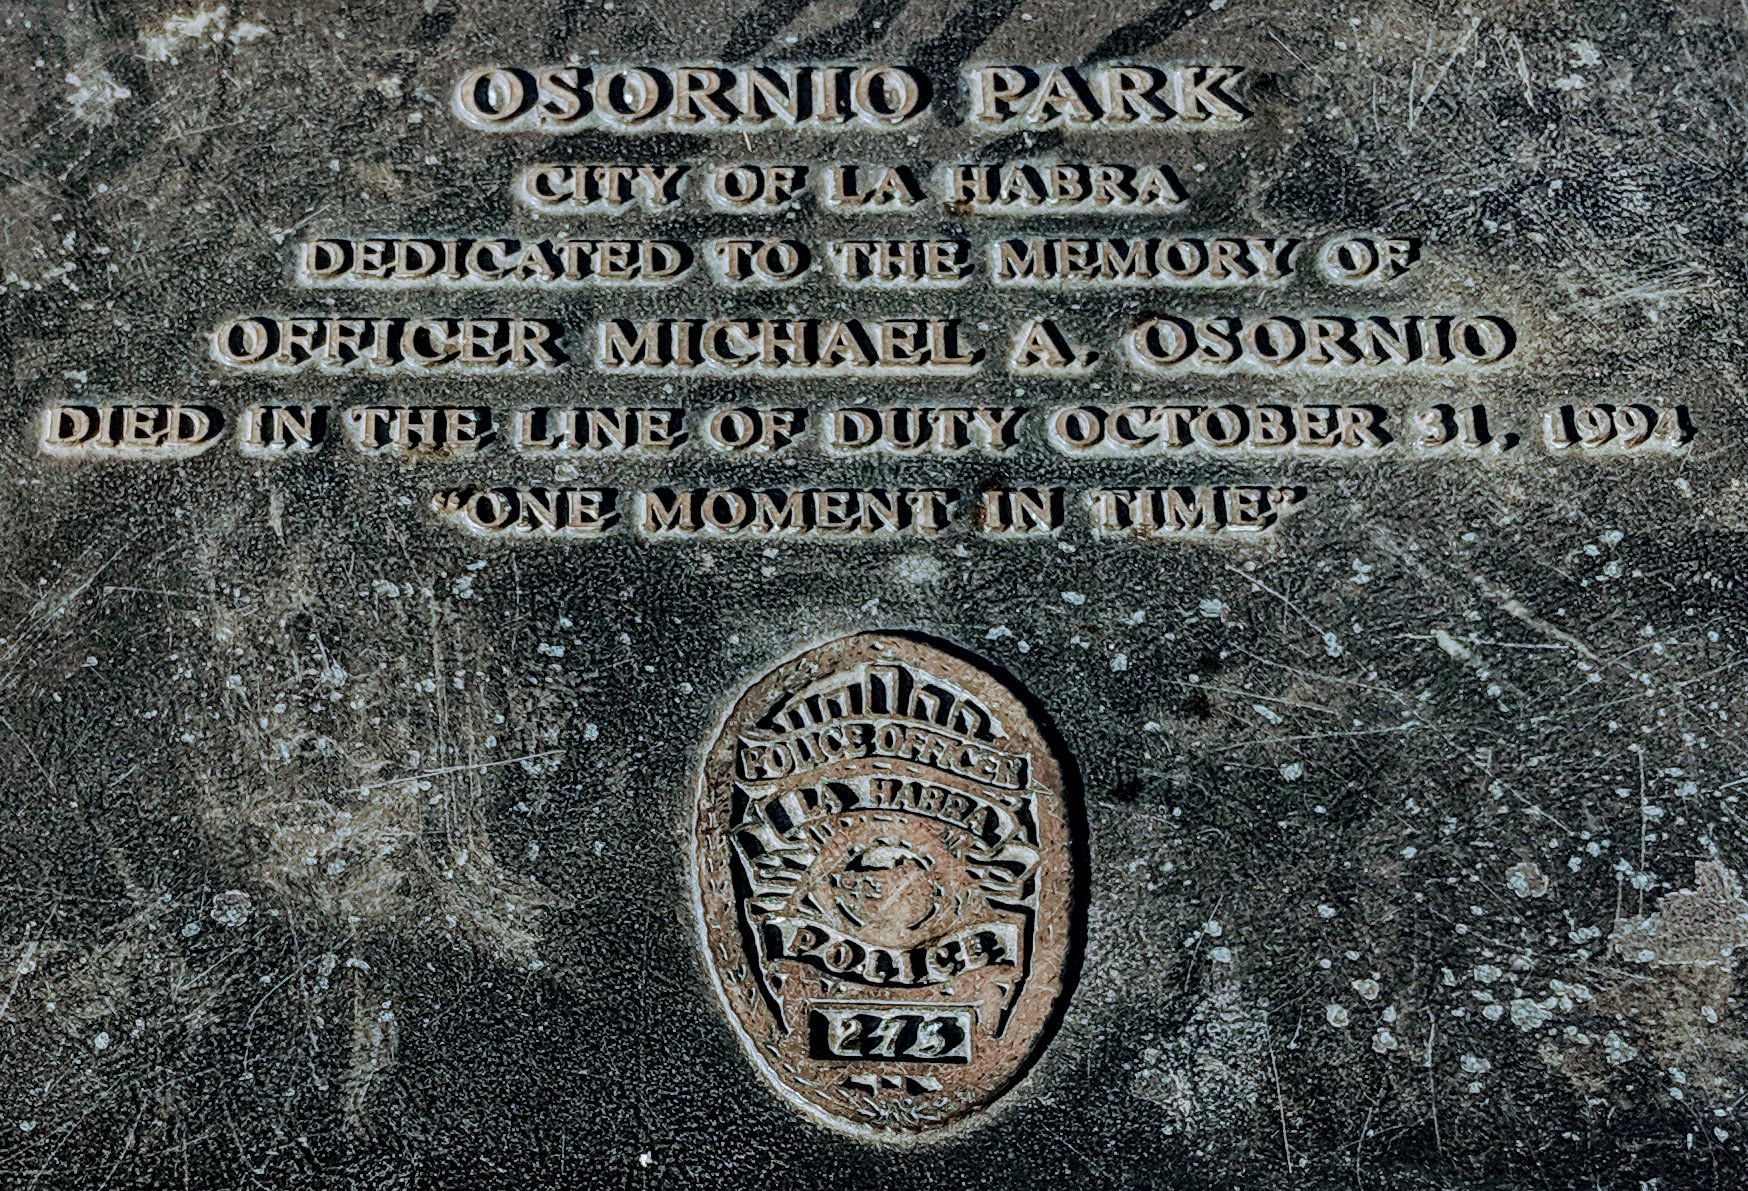 OSORNIO PARK
CITY OF LA HABRA
DEDICATED TO THE MEMORY OF
OFFICER MICHAEL A. OSORNIO
DIED IN THE LINE OF DUTY OCTOBER 31, 1994
“ONE MOMENT IN TIME”
POLICE OFFICER
LA HABRA
POLICE
273